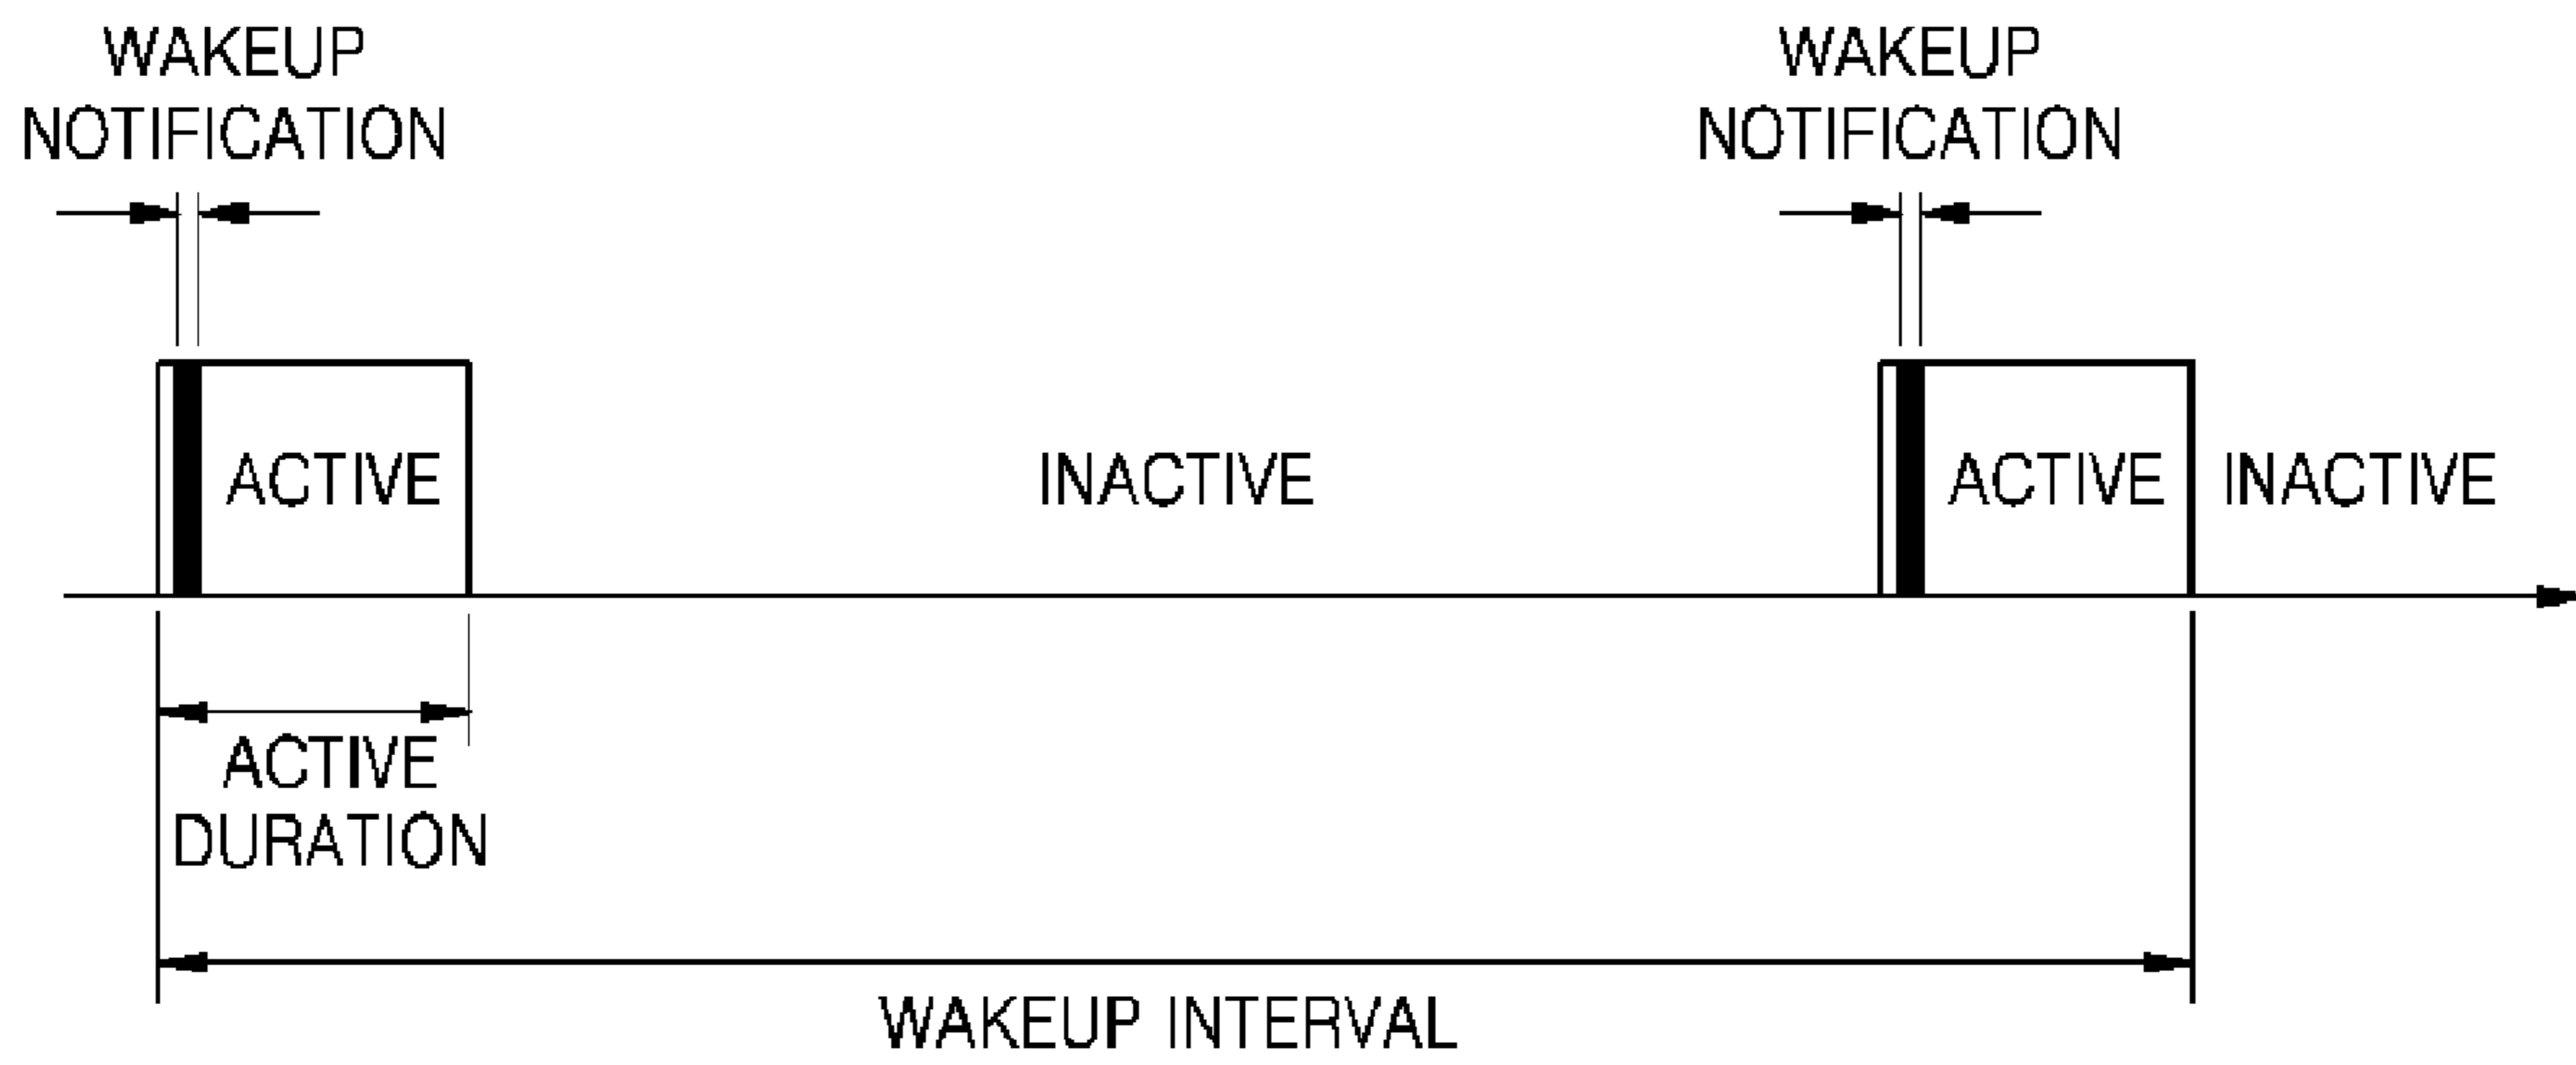 WAKEUP
NOTIFICATION
WAKEUP
NOTIFICATION
ACTIVE
INACTIVE
ACTIVE
INACTIVE
ACTIVE
DURATION
WAKEUP INTERVAL